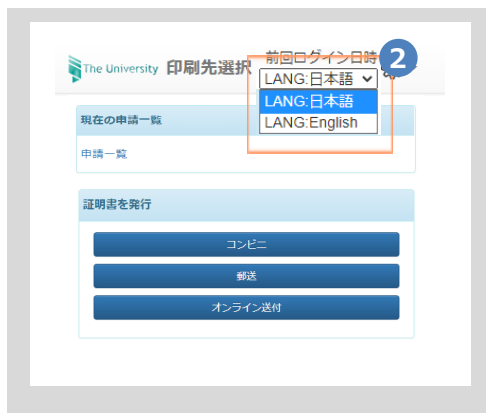 The University 印刷先選択 前回ログイン日時
2
LANG:日本語
LANG:日本語
LANG:English
現在の申請一覧
申請一覧
証明書を発行
コンビニ
郵送
オンライン送付